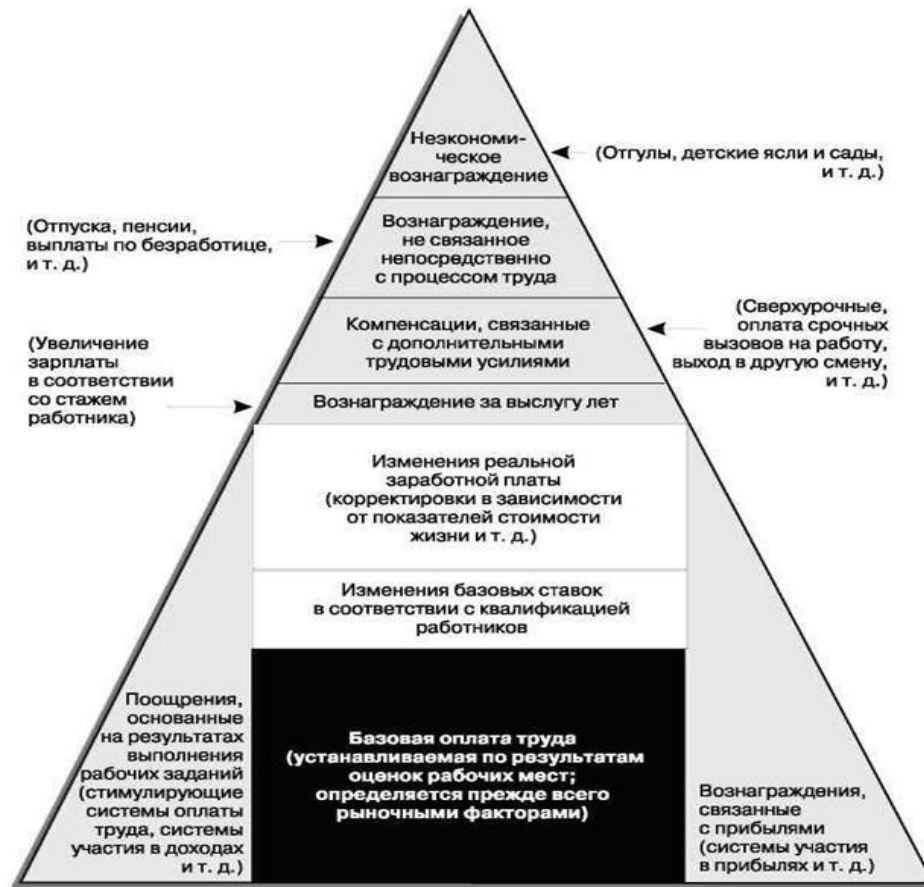 Неэкономи-
ческое
вознаграждение
(Отгулы, детские ясли и сады,
и т. д.)
(Отпуска, пенсии,
выплаты по безработице,
и т. д.)
Вознаграждение,
не связанное
непосредственно
с процессом труда
(Сверхурочные,
оплата срочных
вызовов на работу,
выход в другую смену,
и т. д.)
Компенсации, связанные
с дополнительными
трудовыми усилиями
(Увеличение
зарплаты
в соответствии
со стажем
работника)
Вознаграждение за выслугу лет
Изменения реальной
заработной платы
(корректировки в зависимости
от показателей стоимости
жизни и т. д.)
Изменения базовых ставок
в соответствии с квалификацией
работников
Поощрения,
основанные
на результатах
выполнения
рабочих заданий
(стимулирующие
системы оплаты
труда, системы
участия в доходах
и т. д.)
Базовая оплата труда
(устанавливаемая по результатам
оценок рабочих мест;
определяется прежде всего
рыночными факторами)
Вознаграждения,
связанные
с прибылями
(системы участия
в прибылях и т. д.)